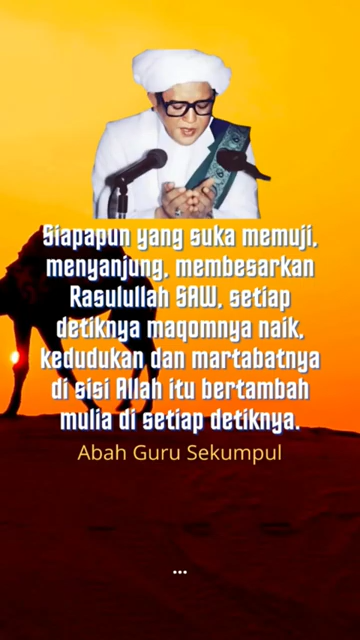 Siapapun yang suka memuji,
menyanjung, membesarkan
Rasulullah SAW, setiap
detiknya maqomnya naik,
kedudukan dan martabatnya
di sisi Allah itu bertambah
mulia di setiap detiknya.
Abah Guru Sekumpul
...